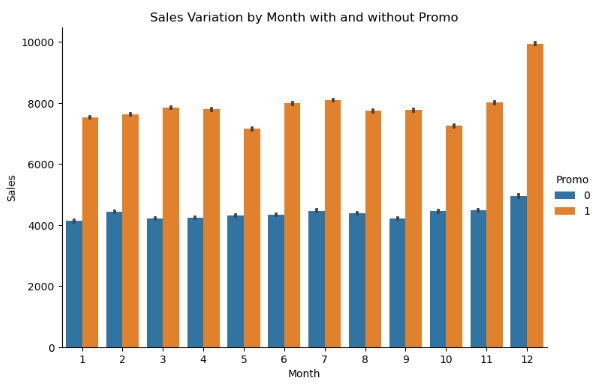 Sales Variation by Month with and without Promo
10000
8000
6000
4000
2000
0
Sales
1 2 3 4 5 6 7 8 9 10 11 12
Month
Promo
0
1